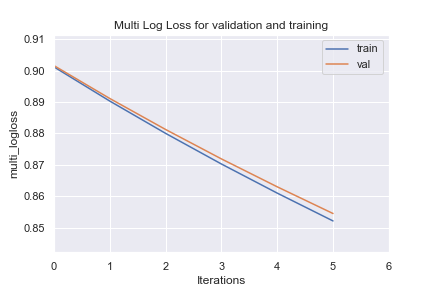 Multi Log Loss for validation and training
0.91
0.90
0.89
0.88
0.87
0.86
0.85
multi_logloss
train
val
0 1 2 3 4 5 6
Iterations